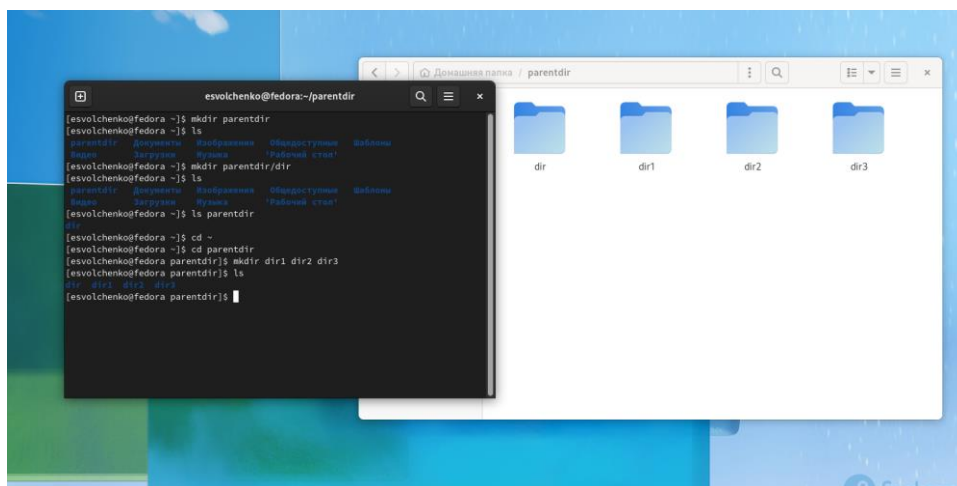 esvolchenko@fedora:~/parentdir
[esvolchenko@fedora ~]$ mkdir parentdir
[esvolchenko@fedora ~]$ ls
parentdir Документы Изображения Общедоступные Шаблоны
Видео Загрузки Музыка 'Рабочий стол'
[esvolchenko@fedora ~]$ mkdir parentdir/dir
[esvolchenko@fedora ~]$ ls
parentdir Документы Изображения Общедоступные Шаблоны
Видео Загрузки Музыка 'Рабочий стол'
[esvolchenko@fedora ~]$ ls parentdir
dir
[esvolchenko@fedora ~]$ cd ~
[esvolchenko@fedora ~]$ cd parentdir
[esvolchenko@fedora parentdir]$ mkdir dir1 dir2 dir3
[esvolchenko@fedora parentdir]$ ls
dir dir1 dir2 dir3
[esvolchenko@fedora parentdir]$
Домашняя папка / parentdir
dir dir1 dir2 dir3